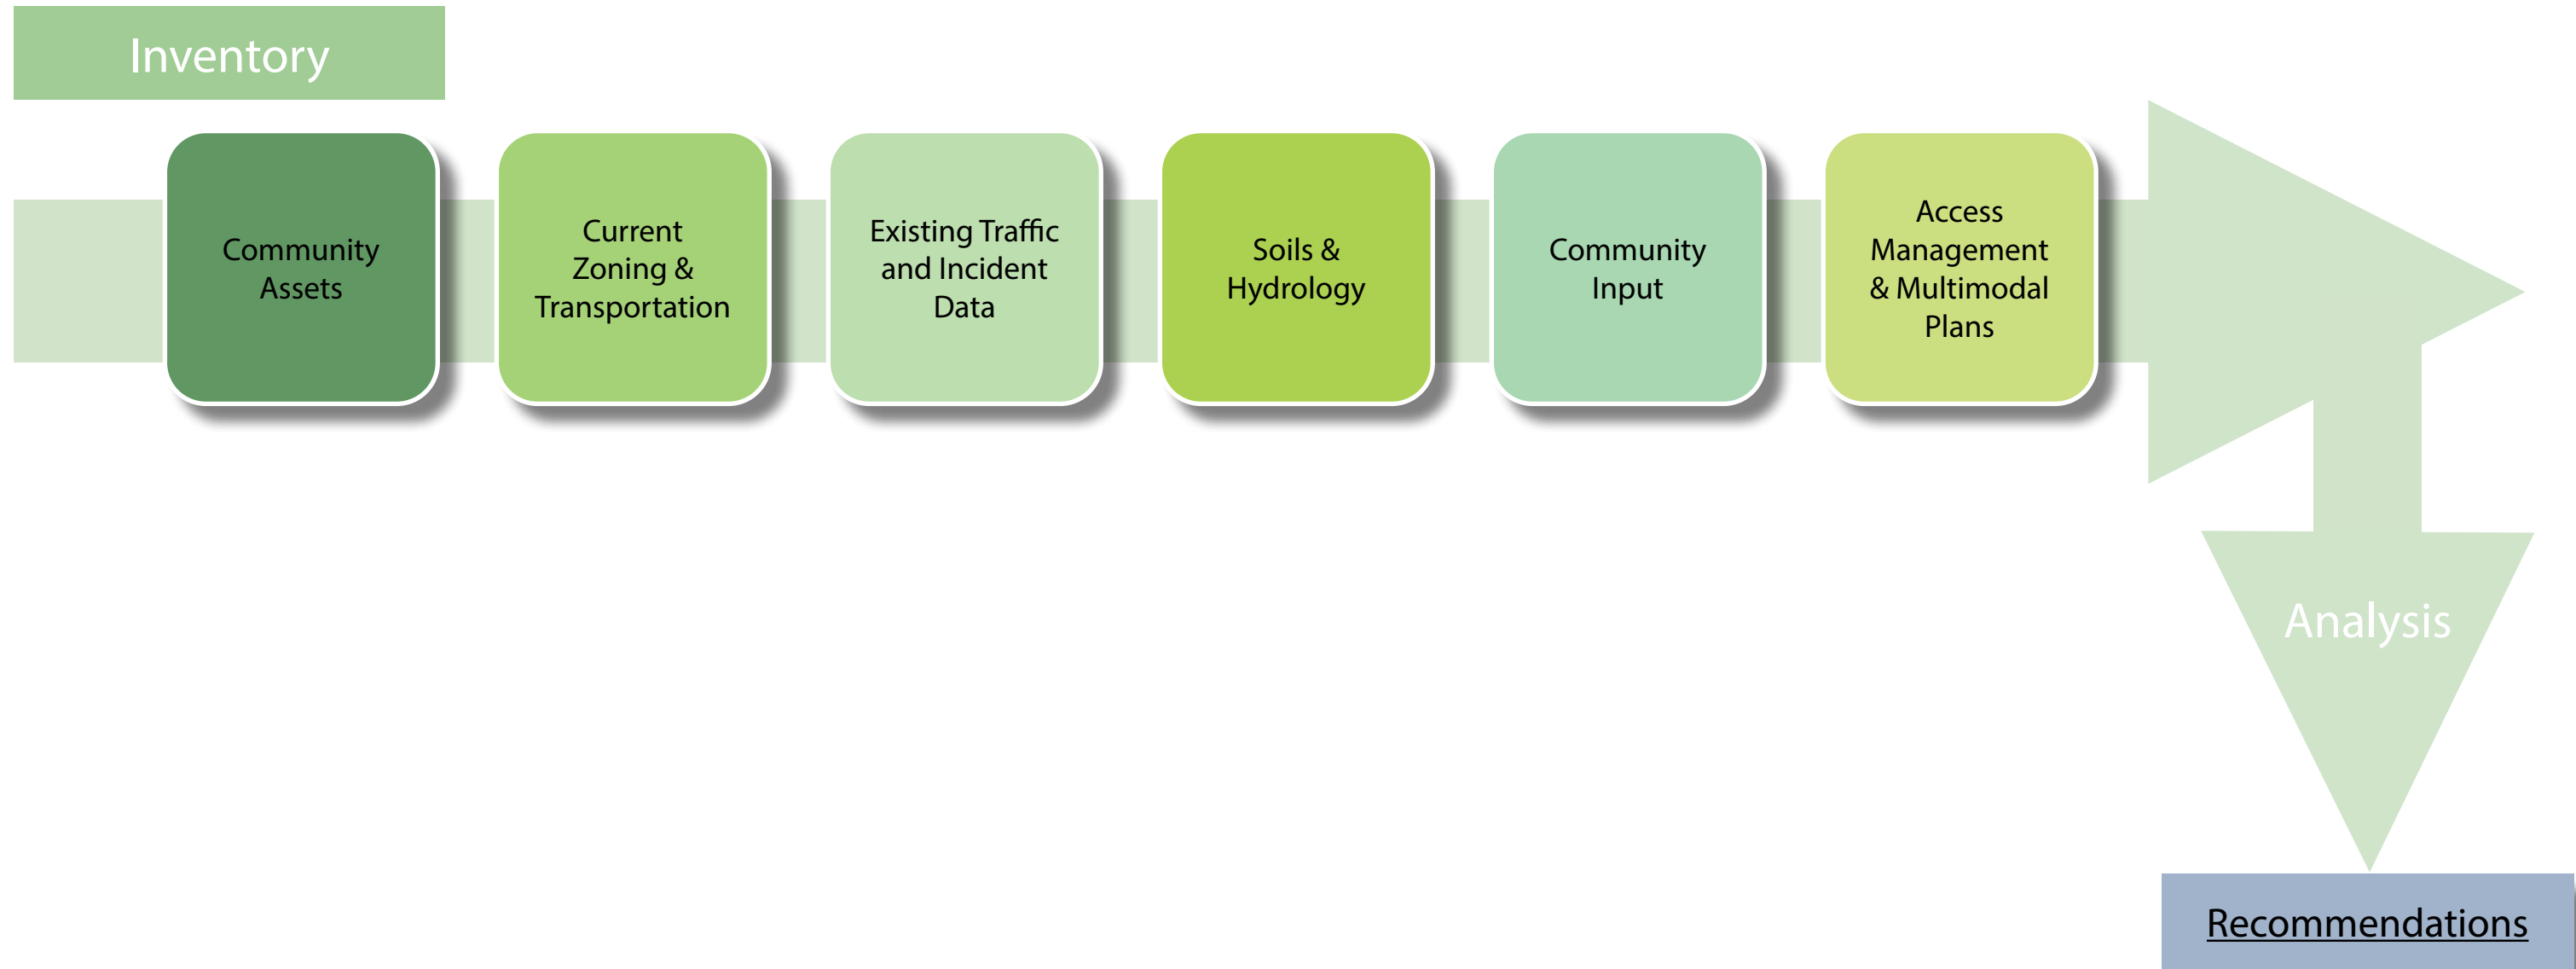 Inventory
Community
Assets
Current
Zoning &
Transportation
Existing Traffic
and Incident
Data
Soils &
Hydrology
Community
Input
Access
Management
& Multimodal
Plans
Analysis
Recommendations